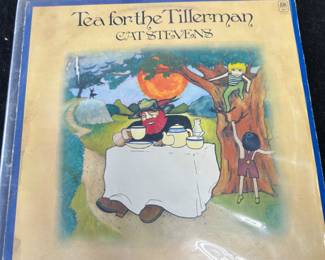 Tea for the Tillerman
CAT STEVENS